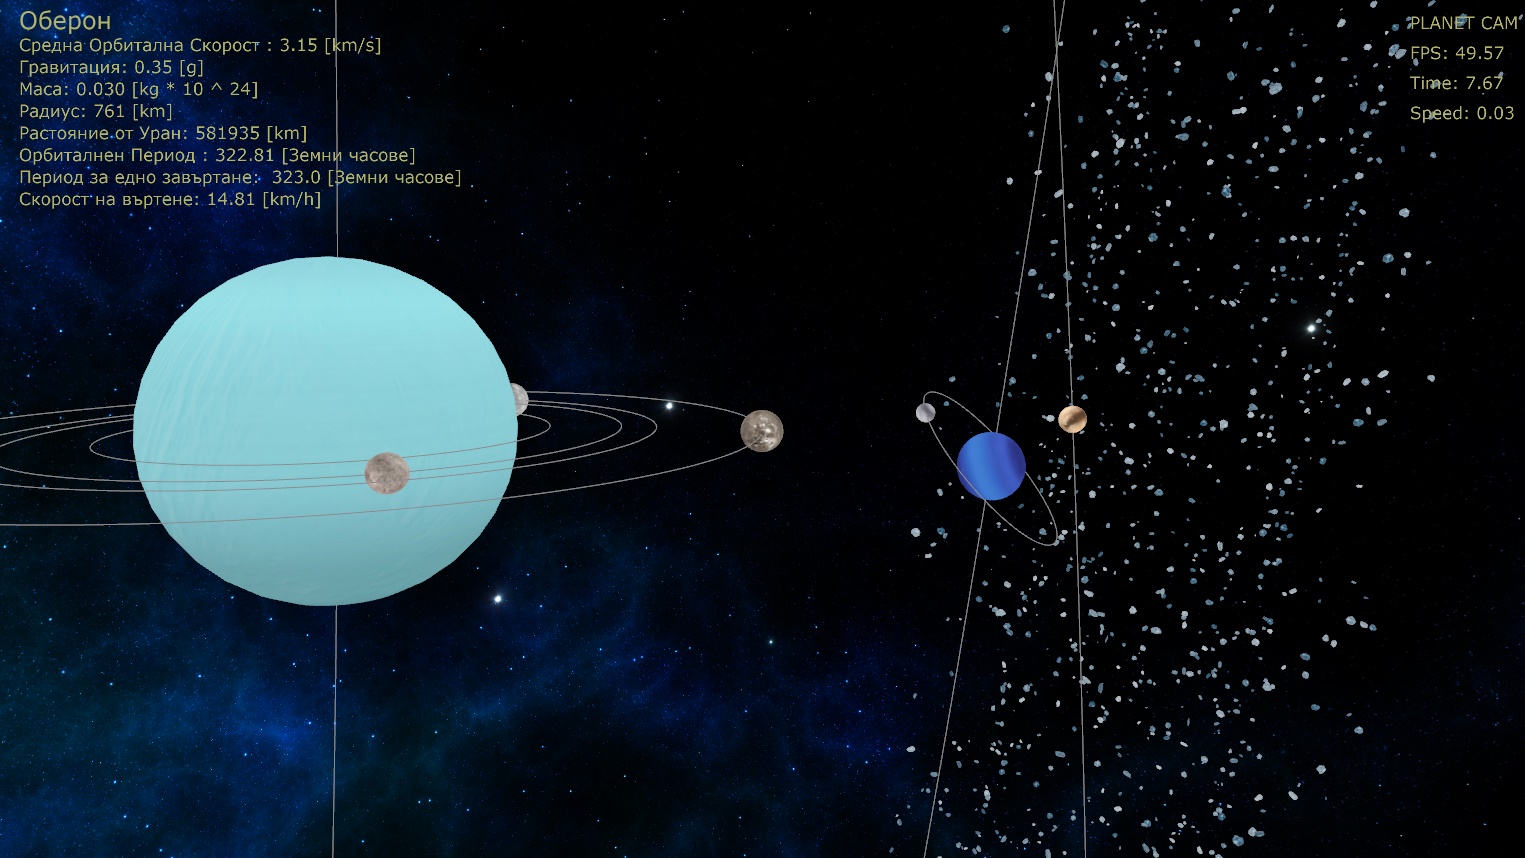 Оберон
Средна Орбитална Скорост : 3.15 [km/s]
Гравитация: 0.35 [g]
Маса: 0.030 [kg * 10 ^ 24]
Радиус: 761 [km]
Растояние от Уран: 581935 [km]
Орбиталнен Период : 322.81 [Земни часове]
Период за едно завъртане:  323.0 [Земни часове]
Скорост на въртене: 14.81 [km/h]
PLANET CAM
FPS: 49.57
Time: 7.67
Speed: 0.03